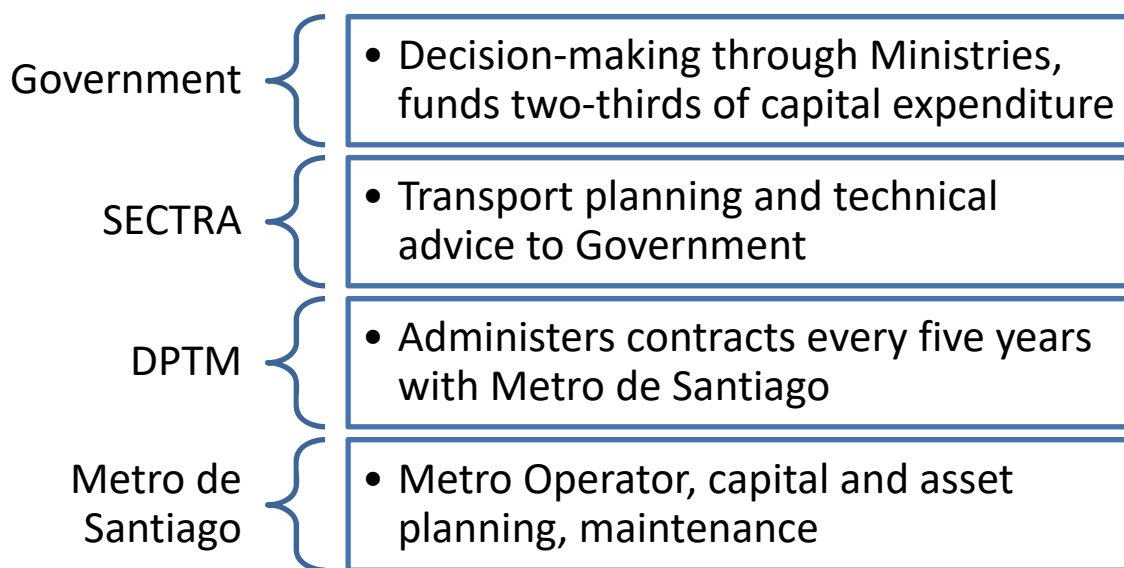 Government
• Decision-making through Ministries,
funds two-thirds of capital expenditure
SECTRA
• Transport planning and technical
advice to Government
DPTM
• Administers contracts every five years
with Metro de Santiago
Metro de
Santiago
• Metro Operator, capital and asset
planning, maintenance